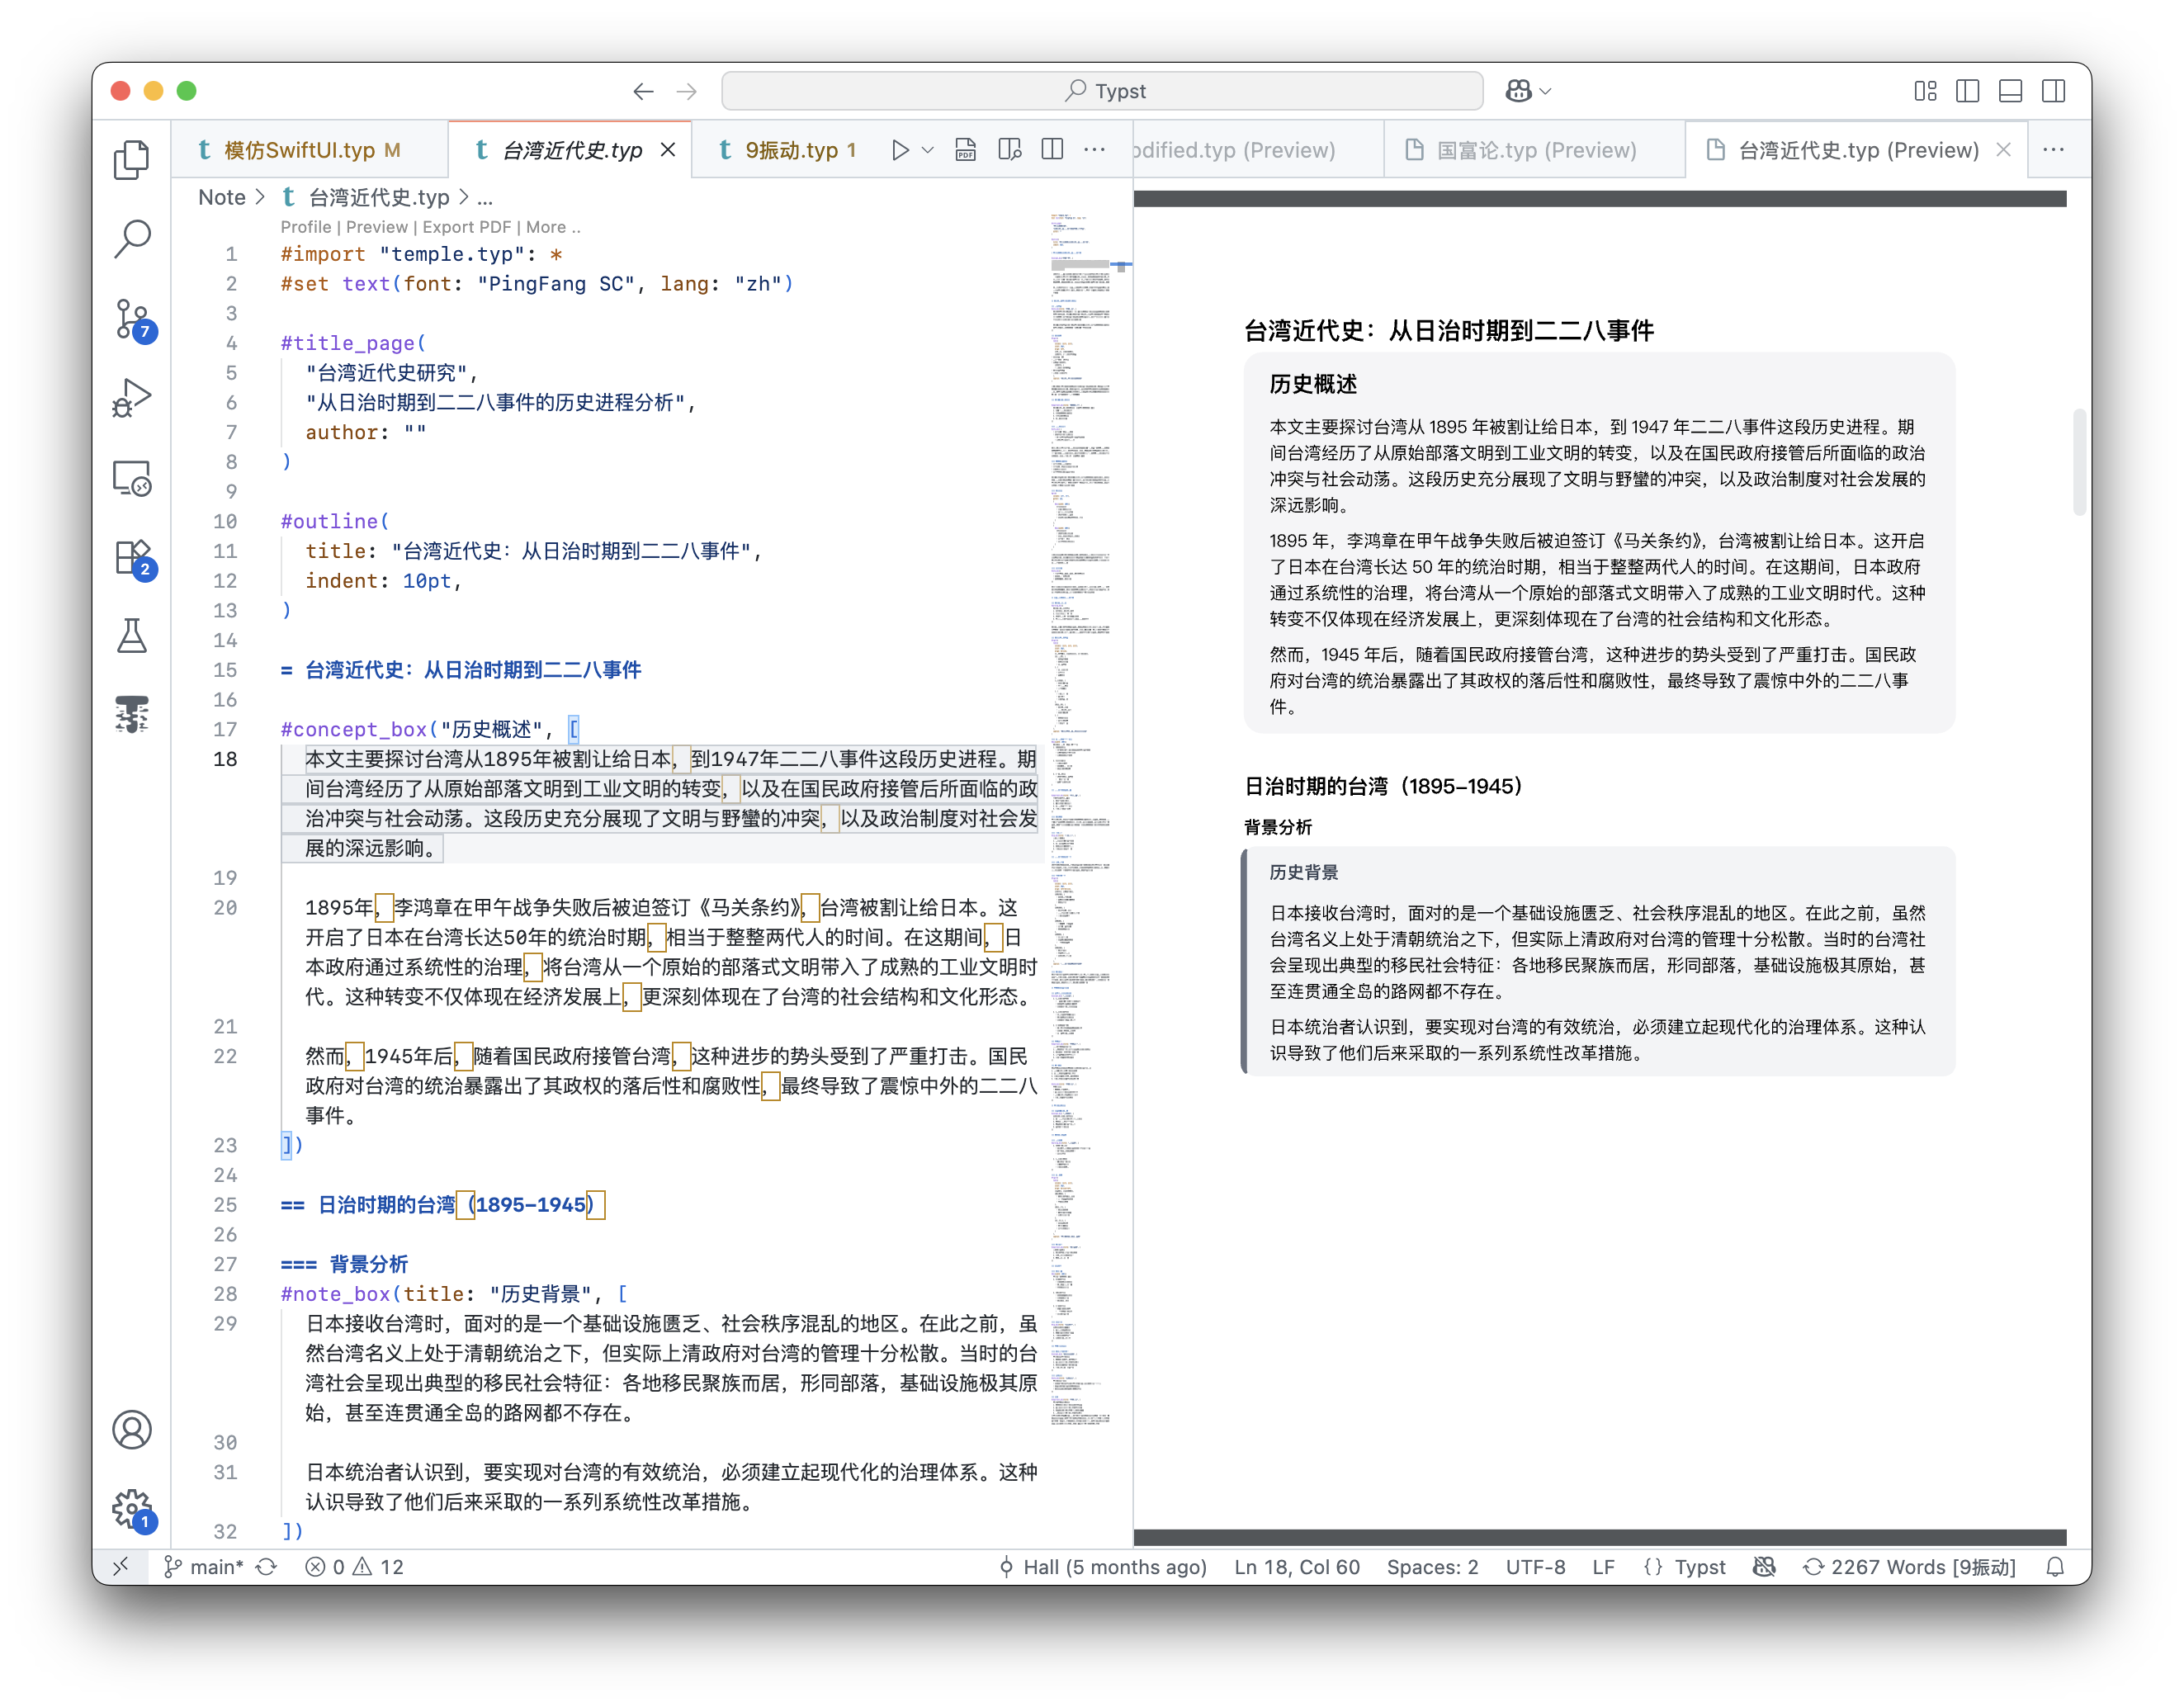 Typst
模仿SwiftUI.typ M
台湾近代史.typ
9振动.typ 1
PDF
odified.typ (Preview)
国富论.typ (Preview)
台湾近代史.typ (Preview)
Note > 台湾近代史.typ > ...
Profile | Preview | Export PDF | More ..
1 #import "temple.typ": *
2 #set text(font: "PingFang SC", lang: "zh")
3
4 #title_page(
5 "台湾近代史研究",
6 "从日治时期到二二八事件的历史进程分析",
7 author: ""
8 )
9
10 #outline(
11 title: "台湾近代史：从日治时期到二二八事件",
12 indent: 10pt,
13 )
14
15 = 台湾近代史：从日治时期到二二八事件
16
17 #concept_box("历史概述", [
18 本文主要探讨台湾从1895年被割让给日本，到1947年二二八事件这段历史进程。期
间台湾经历了从原始部落文明到工业文明的转变，以及在国民政府接管后所面临的政
治冲突与社会动荡。这段历史充分展现了文明与野蠻的冲突，以及政治制度对社会发
展的深远影响。
19
20 1895年，李鸿章在甲午战争失败后被迫签订《马关条约》，台湾被割让给日本。这
开启了日本在台湾长达50年的统治时期，相当于整整两代人的时间。在这期间，日
本政府通过系统性的治理，将台湾从一个原始的部落式文明带入了成熟的工业文明时
代。这种转变不仅体现在经济发展上，更深刻体现在了台湾的社会结构和文化形态。
21
22 然而，1945年后，随着国民政府接管台湾，这种进步的势头受到了严重打击。国民
政府对台湾的统治暴露出了其政权的落后性和腐败性，最终导致了震惊中外的二二八
事件。
23 ])
24
25 == 日治时期的台湾（1895-1945）
26
27 === 背景分析
28 #note_box(title: "历史背景", [
29 日本接收台湾时，面对的是一个基础设施匮乏、社会秩序混乱的地区。在此之前，虽
然台湾名义上处于清朝统治之下，但实际上清政府对台湾的管理十分松散。当时的台
湾社会呈现出典型的移民社会特征：各地移民聚族而居，形同部落，基础设施极其原
始，甚至连贯通全岛的路网都不存在。
30
31 日本统治者认识到，要实现对台湾的有效统治，必须建立起现代化的治理体系。这种
认识导致了他们后来采取的一系列系统性改革措施。
32 ])
台湾近代史：从日治时期到二二八事件
历史概述
本文主要探讨台湾从 1895 年被割让给日本，到 1947 年二二八事件这段历史进程。期
间台湾经历了从原始部落文明到工业文明的转变，以及在国民政府接管后所面临的政治
冲突与社会动荡。这段历史充分展现了文明与野蠻的冲突，以及政治制度对社会发展的
深远影响。
1895 年，李鸿章在甲午战争失败后被迫签订《马关条约》，台湾被割让给日本。这开启
了日本在台湾长达 50 年的统治时期，相当于整整两代人的时间。在这期间，日本政府
通过系统性的治理，将台湾从一个原始的部落式文明带入了成熟的工业文明时代。这种
转变不仅体现在经济发展上，更深刻体现在了台湾的社会结构和文化形态。
然而，1945 年后，随着国民政府接管台湾，这种进步的势头受到了严重打击。国民政
府对台湾的统治暴露出了其政权的落后性和腐败性，最终导致了震惊中外的二二八事
件。
日治时期的台湾（1895-1945）
背景分析
历史背景
日本接收台湾时，面对的是一个基础设施匮乏、社会秩序混乱的地区。在此之前，虽然
台湾名义上处于清朝统治之下，但实际上清政府对台湾的管理十分松散。当时的台湾社
会呈现出典型的移民社会特征：各地移民聚族而居，形同部落，基础设施极其原始，甚
至连贯通全岛的路网都不存在。
日本统治者认识到，要实现对台湾的有效统治，必须建立起现代化的治理体系。这种认
识导致了他们后来采取的一系列系统性改革措施。
7
2
1
main* 0 12
Hall (5 months ago) Ln 18, Col 60 Spaces: 2 UTF-8 LF {} Typst 2267 Words [9振动]